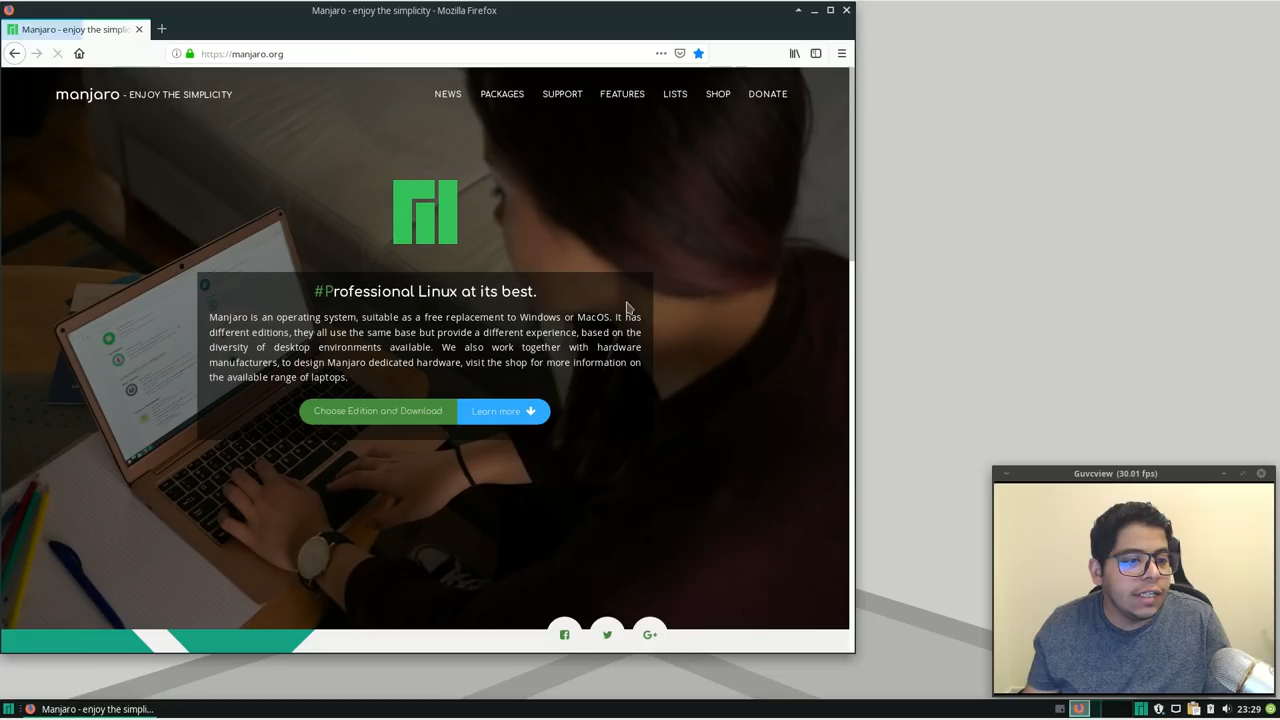 Manjaro - enjoy the simplicity - Mozilla Firefox
Manjaro - enjoy the simplic
https://manjaro.org
manjaro - ENJOY THE SIMPLICITY
NEWS PACKAGES SUPPORT FEATURES LISTS SHOP DONATE
#Professional Linux at its best.
Manjaro is an operating system, suitable as a free replacement to Windows or MacOS. It has
different editions, they all use the same base but provide a different experience, based on the
diversity of desktop environments available. We also work together with hardware
manufacturers, to design Manjaro dedicated hardware, visit the shop for more information on
the available range of laptops.
Choose Edition and Download Learn more
G+
Guvcview (30.01 fps)
Manjaro - enjoy the simpli...
23:29